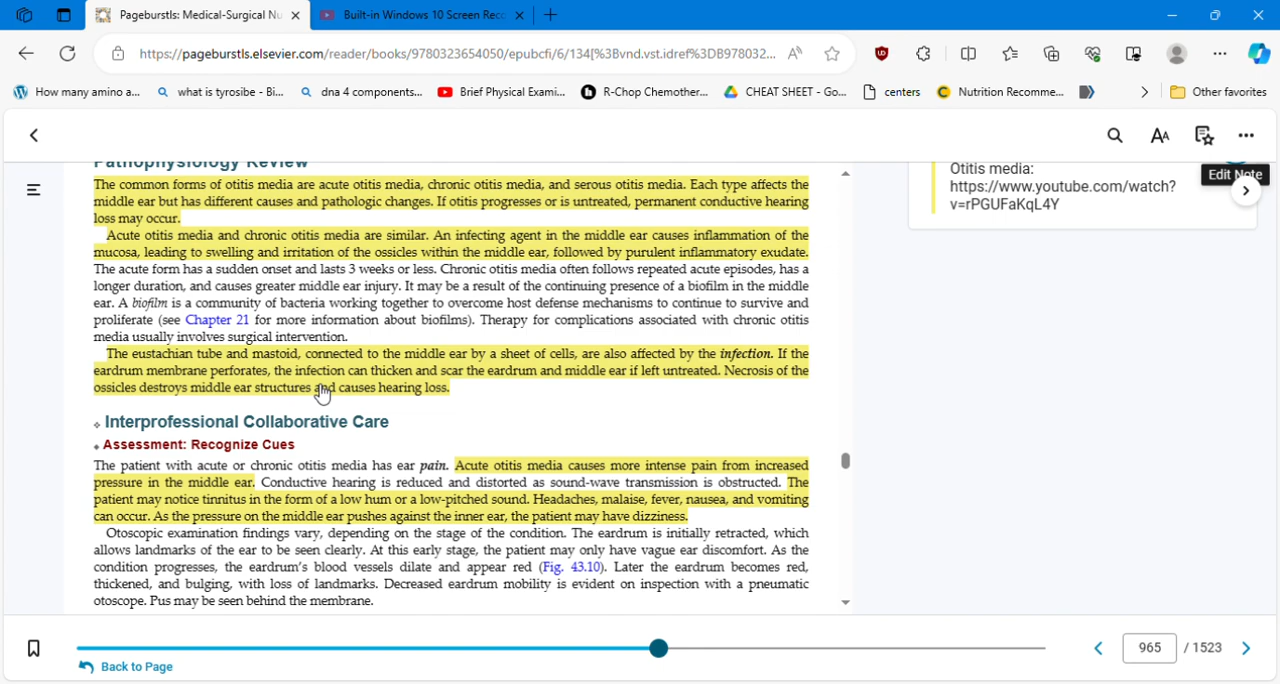 Pageburstls: Medical-Surgical Nu
Built-in Windows 10 Screen Reco
https://pageburstls.elsevier.com/reader/books/9780323654050/epubcfi/6/134[%3Bvnd.vst.idref%3DB978032...
How many amino a...
what is tyrosibe - Bi...
dna 4 components...
Brief Physical Exami...
R-Chop Chemother...
CHEAT SHEET - Go...
centers
Nutrition Recomme...
Other favorites
Pathophysiology Review
The common forms of otitis media are acute otitis media, chronic otitis media, and serous otitis media. Each type affects the
middle ear but has different causes and pathologic changes. If otitis progresses or is untreated, permanent conductive hearing
loss may occur.
Acute otitis media and chronic otitis media are similar. An infecting agent in the middle ear causes inflammation of the
mucosa, leading to swelling and irritation of the ossicles within the middle ear, followed by purulent inflammatory exudate.
The acute form has a sudden onset and lasts 3 weeks or less. Chronic otitis media often follows repeated acute episodes, has a
longer duration, and causes greater middle ear injury. It may be a result of the continuing presence of a biofilm in the middle
ear. A biofilm is a community of bacteria working together to overcome host defense mechanisms to continue to survive and
proliferate (see Chapter 21 for more information about biofilms). Therapy for complications associated with chronic otitis
media usually involves surgical intervention.
The eustachian tube and mastoid, connected to the middle ear by a sheet of cells, are also affected by the infection. If the
eardrum membrane perforates, the infection can thicken and scar the eardrum and middle ear if left untreated. Necrosis of the
ossicles destroys middle ear structures and causes hearing loss.
Interprofessional Collaborative Care
Assessment: Recognize Cues
The patient with acute or chronic otitis media has ear pain. Acute otitis media causes more intense pain from increased
pressure in the middle ear. Conductive hearing is reduced and distorted as sound-wave transmission is obstructed. The
patient may notice tinnitus in the form of a low hum or a low-pitched sound. Headaches, malaise, fever, nausea, and vomiting
can occur. As the pressure on the middle ear pushes against the inner ear, the patient may have dizziness.
Otoscopic examination findings vary, depending on the stage of the condition. The eardrum is initially retracted, which
allows landmarks of the ear to be seen clearly. At this early stage, the patient may only have vague ear discomfort. As the
condition progresses, the eardrum's blood vessels dilate and appear red (Fig. 43.10). Later the eardrum becomes red,
thickened, and bulging, with loss of landmarks. Decreased eardrum mobility is evident on inspection with a pneumatic
otoscope. Pus may be seen behind the membrane.
Otitis media:
https://www.youtube.com/watch?
v=rPGUFaKqL4Y
Edit Note
Back to Page
965 / 1523